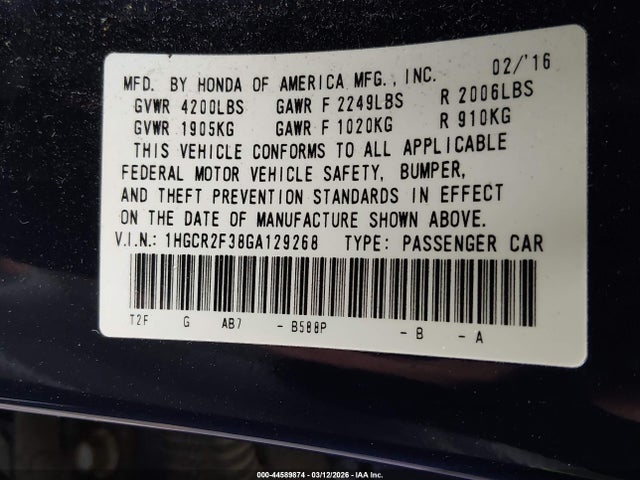 MFD. BY HONDA OF AMERICA MFG., INC. 02/'16
GVWR 4200LBS GAWR F 2249LBS R 2006LBS
GVWR 1905KG GAWR F 1020KG R 910KG
THIS VEHICLE CONFORMS TO ALL APPLICABLE
FEDERAL MOTOR VEHICLE SAFETY, BUMPER,
AND THEFT PREVENTION STANDARDS IN EFFECT
ON THE DATE OF MANUFACTURE SHOWN ABOVE.
V.I.N.: 1HGCR2F38GA129268 TYPE: PASSENGER CAR
T2F G AB7 - B588P - B - A
000-44589874 | 03/12/2026 - IAA Inc.